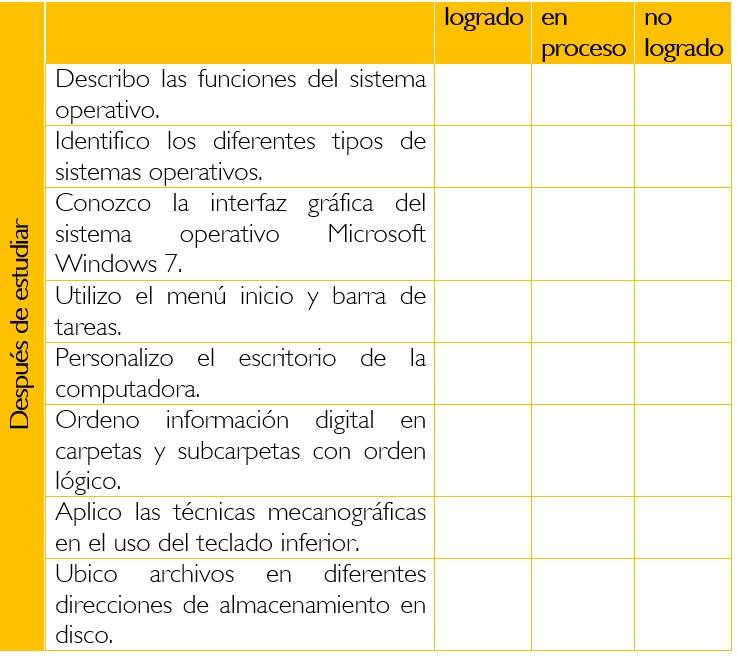 logrado en proceso no logrado
Después de estudiar
Describo las funciones del sistema
operativo.
Identifico los diferentes tipos de
sistemas operativos.
Conozco la interfaz gráfica del
sistema operativo Microsoft
Windows 7.
Utilizo el menú inicio y barra de
tareas.
Personalizo el escritorio de la
computadora.
Ordeno información digital en
carpetas y subcarpetas con orden
lógico.
Aplico las técnicas mecanográficas
en el uso del teclado inferior.
Ubico archivos en diferentes
direcciones de almacenamiento en
disco.